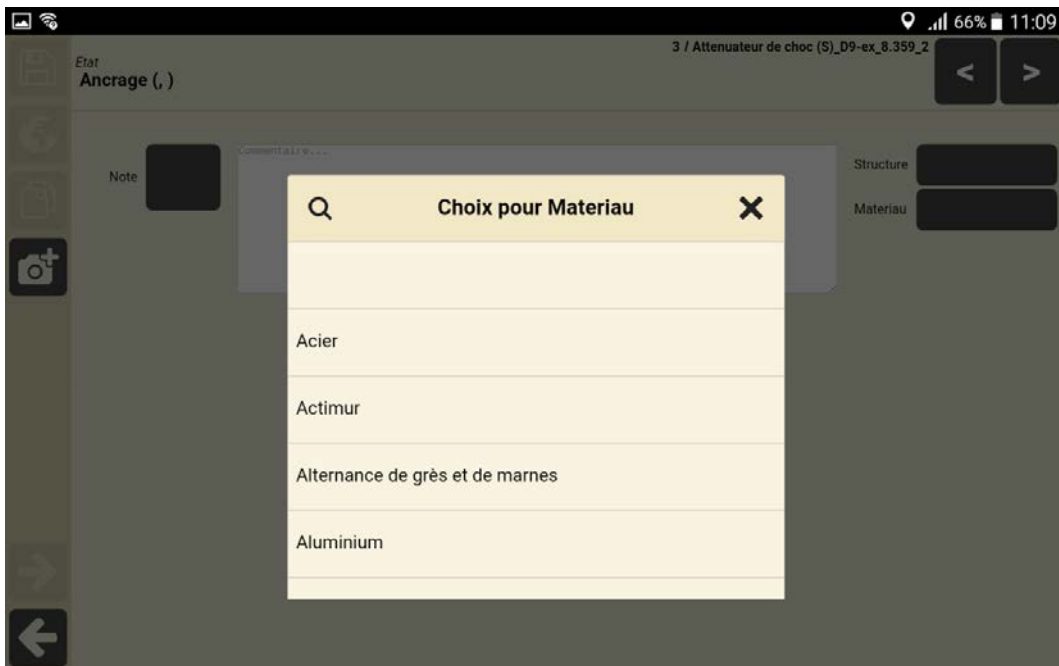 66% 11:09
3 / Attenuateur de choc (S)_D9-ex_8.359_2
Etat
Ancrage (, )
< >
Note
Commentaire...
Structure
Materiau
Choix pour Materiau
Acier
Actimur
Alternance de grès et de marnes
Aluminium